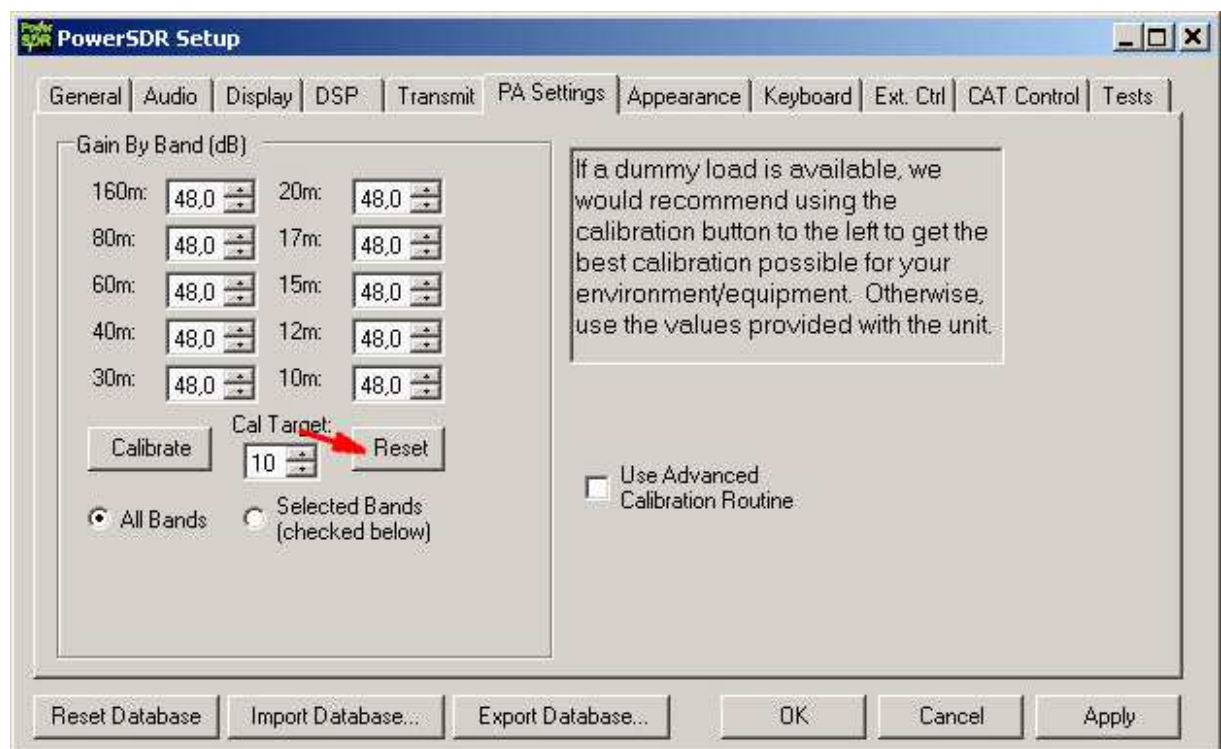 PowerSDR Setup
General Audio Display DSP Transmit PA Settings Appearance Keyboard Ext. Ctrl CAT Control Tests
Gain By Band (dB)
160m: 48,0 20m: 48,0
80m: 48,0 17m: 48,0
60m: 48,0 15m: 48,0
40m: 48,0 12m: 48,0
30m: 48,0 10m: 48,0
Cal Target:
Calibrate 10 Reset
All Bands Selected Bands
(checked below)
If a dummy load is available, we
would recommend using the
calibration button to the left to get the
best calibration possible for your
environment/equipment. Otherwise,
use the values provided with the unit.
Use Advanced
Calibration Routine
Reset Database Import Database... Export Database... OK Cancel Apply